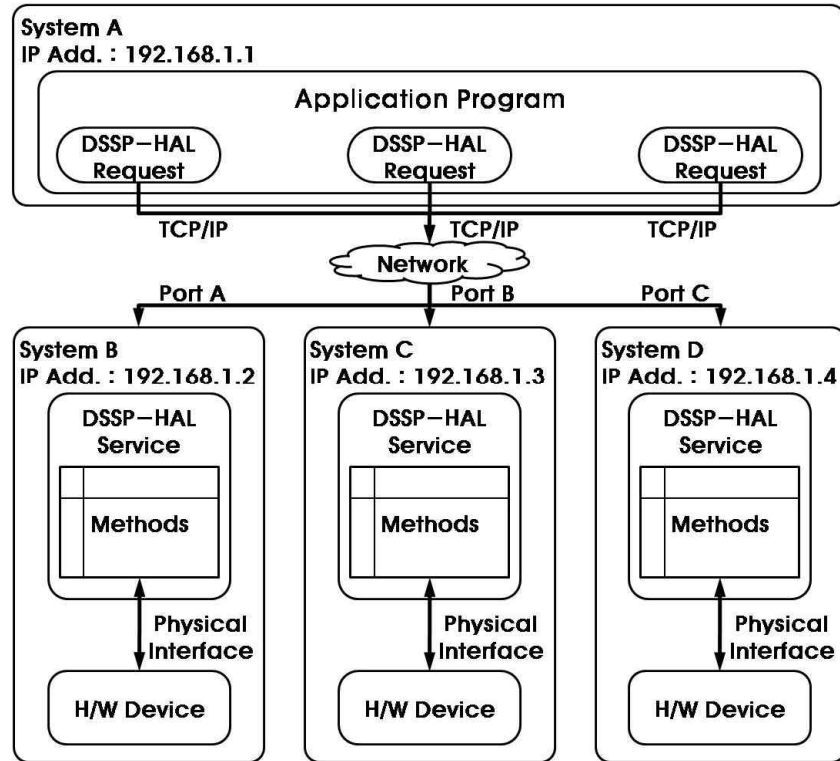 System A
IP Add. : 192.168.1.1
Application Program
DSSP-HAL
Request
DSSP-HAL
Request
DSSP-HAL
Request
TCP/IP
TCP/IP
TCP/IP
Network
Port A
Port B
Port C
System B
IP Add. : 192.168.1.2
DSSP-HAL
Service
Methods
Physical
Interface
H/W Device
System C
IP Add. : 192.168.1.3
DSSP-HAL
Service
Methods
Physical
Interface
H/W Device
System D
IP Add. : 192.168.1.4
DSSP-HAL
Service
Methods
Physical
Interface
H/W Device